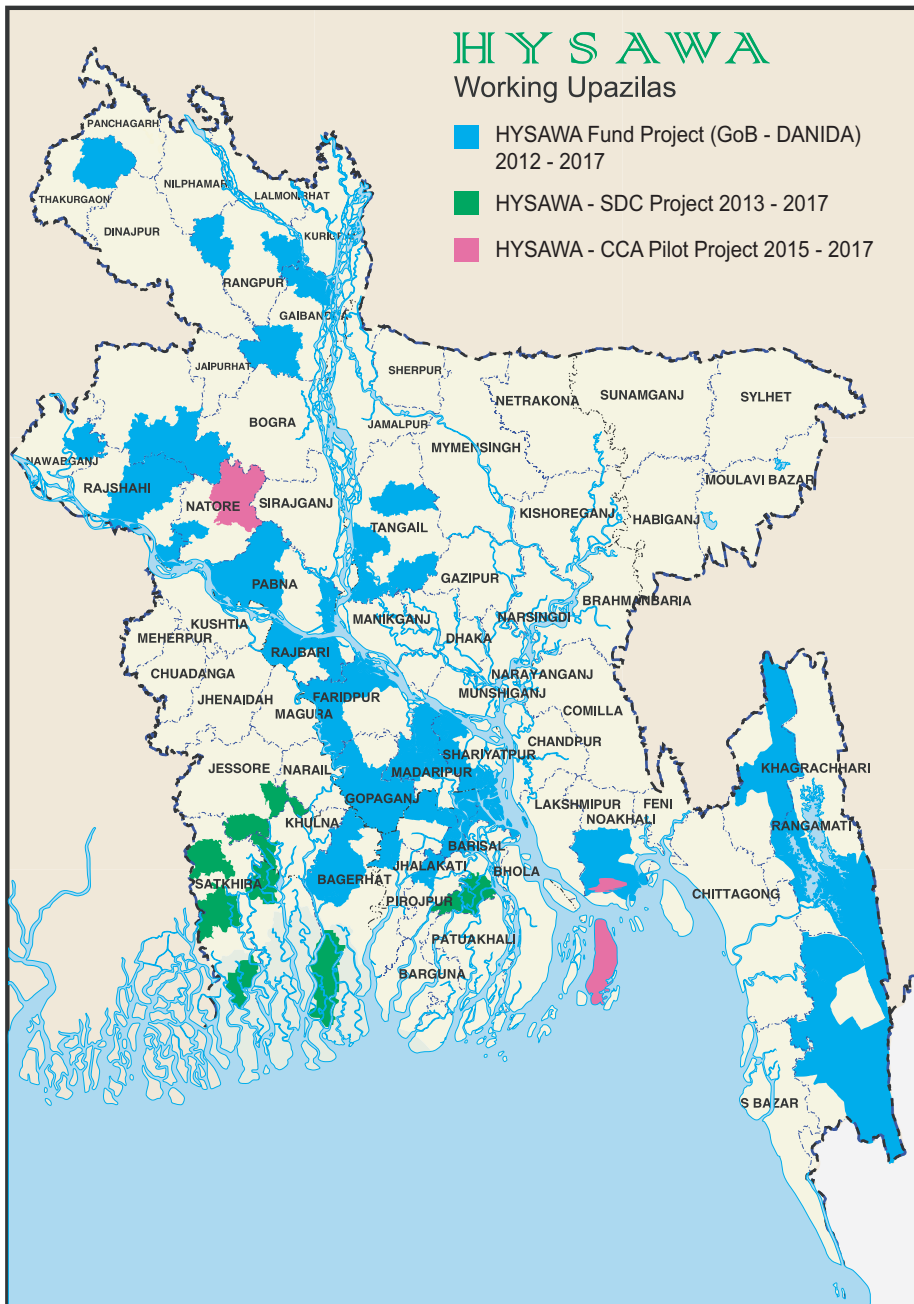 HYSAWA
Working Upazilas
HYSAWA Fund Project (GoB - DANIDA)
2012 - 2017
HYSAWA - SDC Project 2013 - 2017
HYSAWA - CCA Pilot Project 2015 - 2017
PANCHAGARH
NILPHAMARI
LALMONIRHAT
THAKURGAON
DINAJPUR
RANGPUR
GAIBANDHA
JAIPURHAT
SHERPUR
NETRAKONA
SUNAMGANJ
SYLHET
BOGRA
JAMALPUR
MYMENSINGH
NAWABGANJ
RAJSHAHI
NATORE
SIRAJGANJ
TANGAIL
KISHOREGANJ
HABIGANJ
MOULAVI BAZAR
PABNA
GAZIPUR
BRAHMANBARIA
KUSHTIA
MANIKGANJ
NARSINGDI
MEHERPUR
RAJBARI
DHAKA
CHUADANGA
NARAYANGANJ
JHENAIDAH
FARIDPUR
MUNSHIGANJ
MAGURA
COMILLA
CHANDPUR
SHARIYATPUR
JESSORE
NARAIL
MADARIPUR
KHAGRACHHARI
GOPAGANJ
LAKSHMIPUR
FENI
NOAKHALI
KHULNA
RANGAMATI
BARISAL
JHALAKATI
BHOLA
SATKHIRA
BAGERHAT
PIROJPUR
CHITTAGONG
PATUAKHALI
BARGUNA
S BAZAR